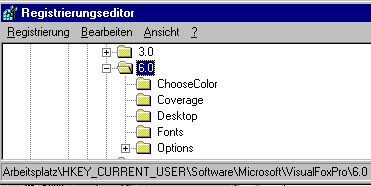 Registrierungseditor
Registrierung Bearbeiten Ansicht ?
3.0
6.0
ChooseColor
Coverage
Desktop
Fonts
Options
Arbeitsplatz\HKEY_CURRENT_USER\Software\Microsoft\VisualFoxPro\6.0